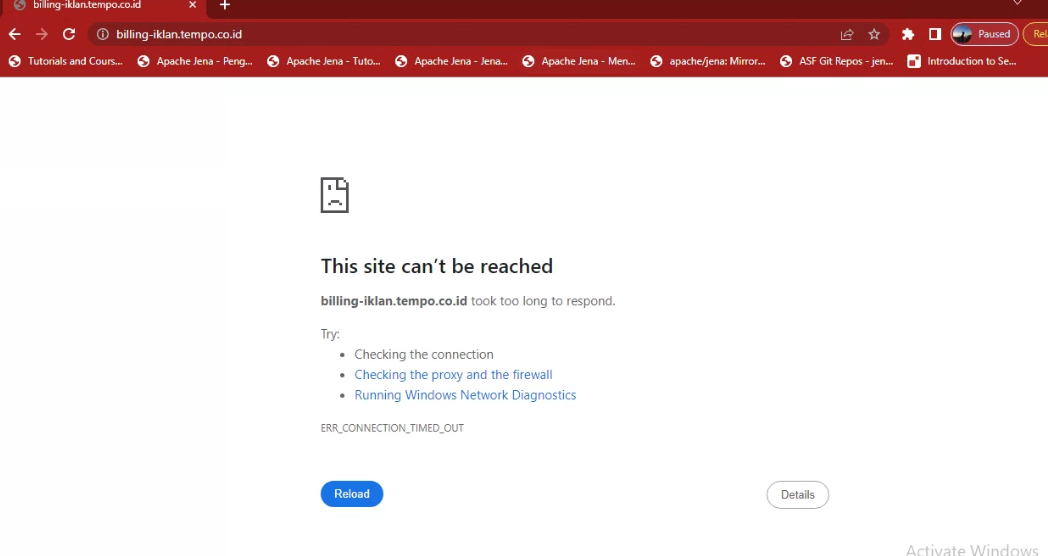 billing-iklan.tempo.co.id
billing-iklan.tempo.co.id
Paused
Rel
Tutorials and Cours... Apache Jena - Peng... Apache Jena - Tuto... Apache Jena - Jena... Apache Jena - Men... apache/jena: Mirror... ASF Git Repos - jen... Introduction to Se...
This site can't be reached
billing-iklan.tempo.co.id took too long to respond.
Try:
• Checking the connection
• Checking the proxy and the firewall
• Running Windows Network Diagnostics
ERR_CONNECTION_TIMED_OUT
Reload
Details
Activate Windows